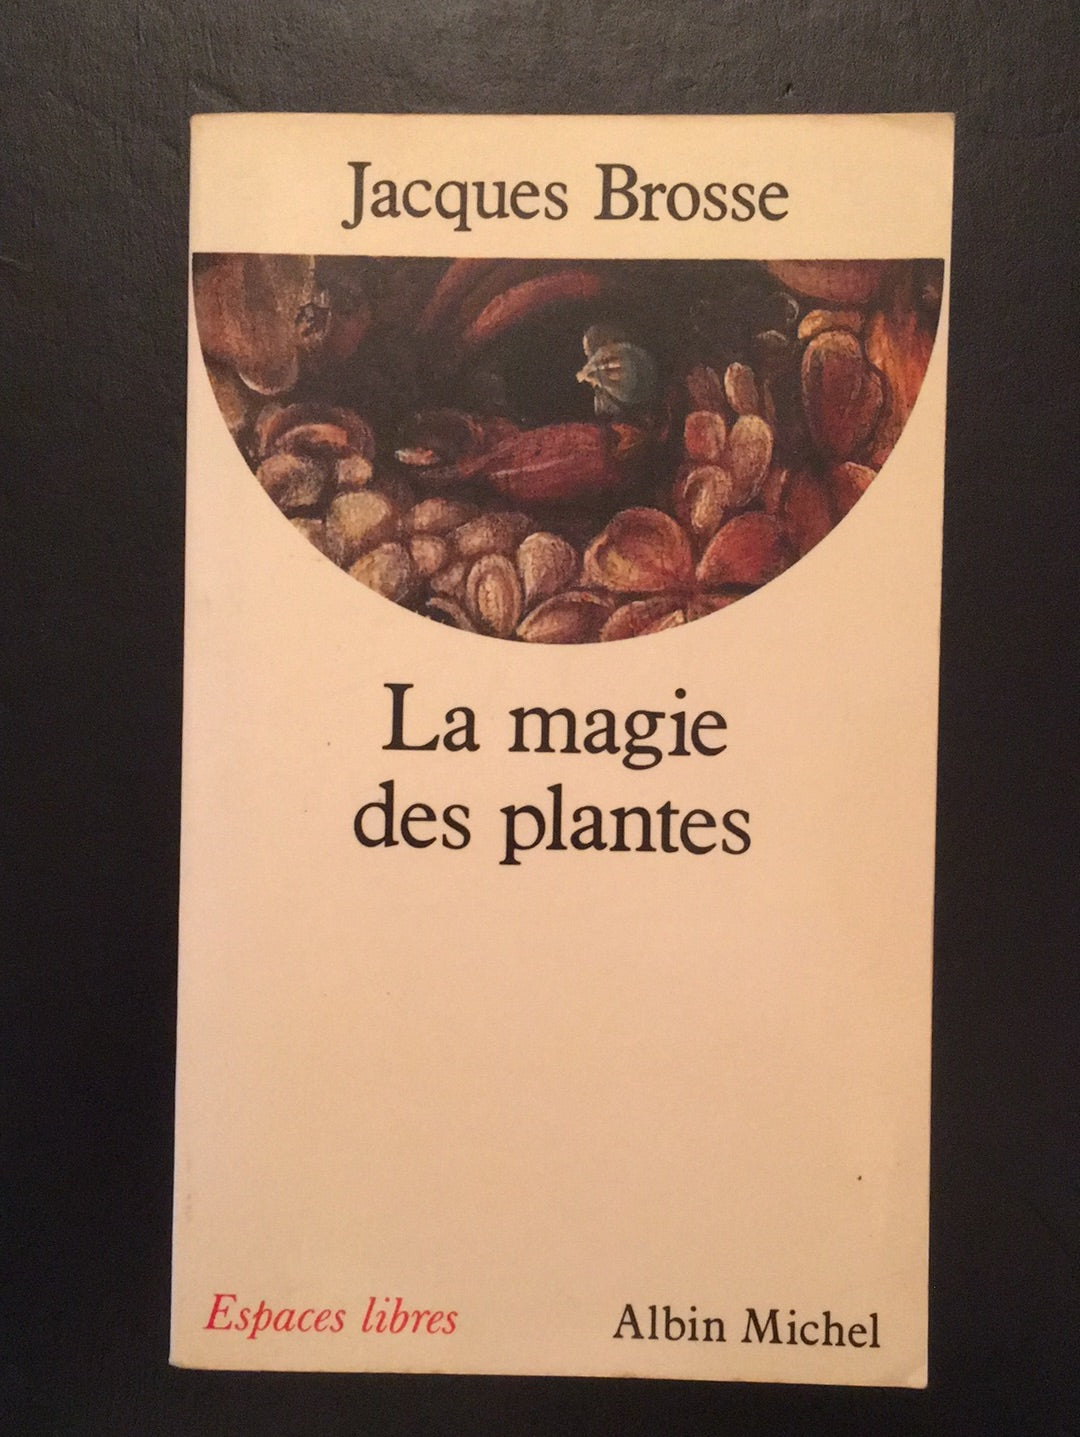 Jacques Brosse
La magie
des plantes
Espaces libres
Albin Michel